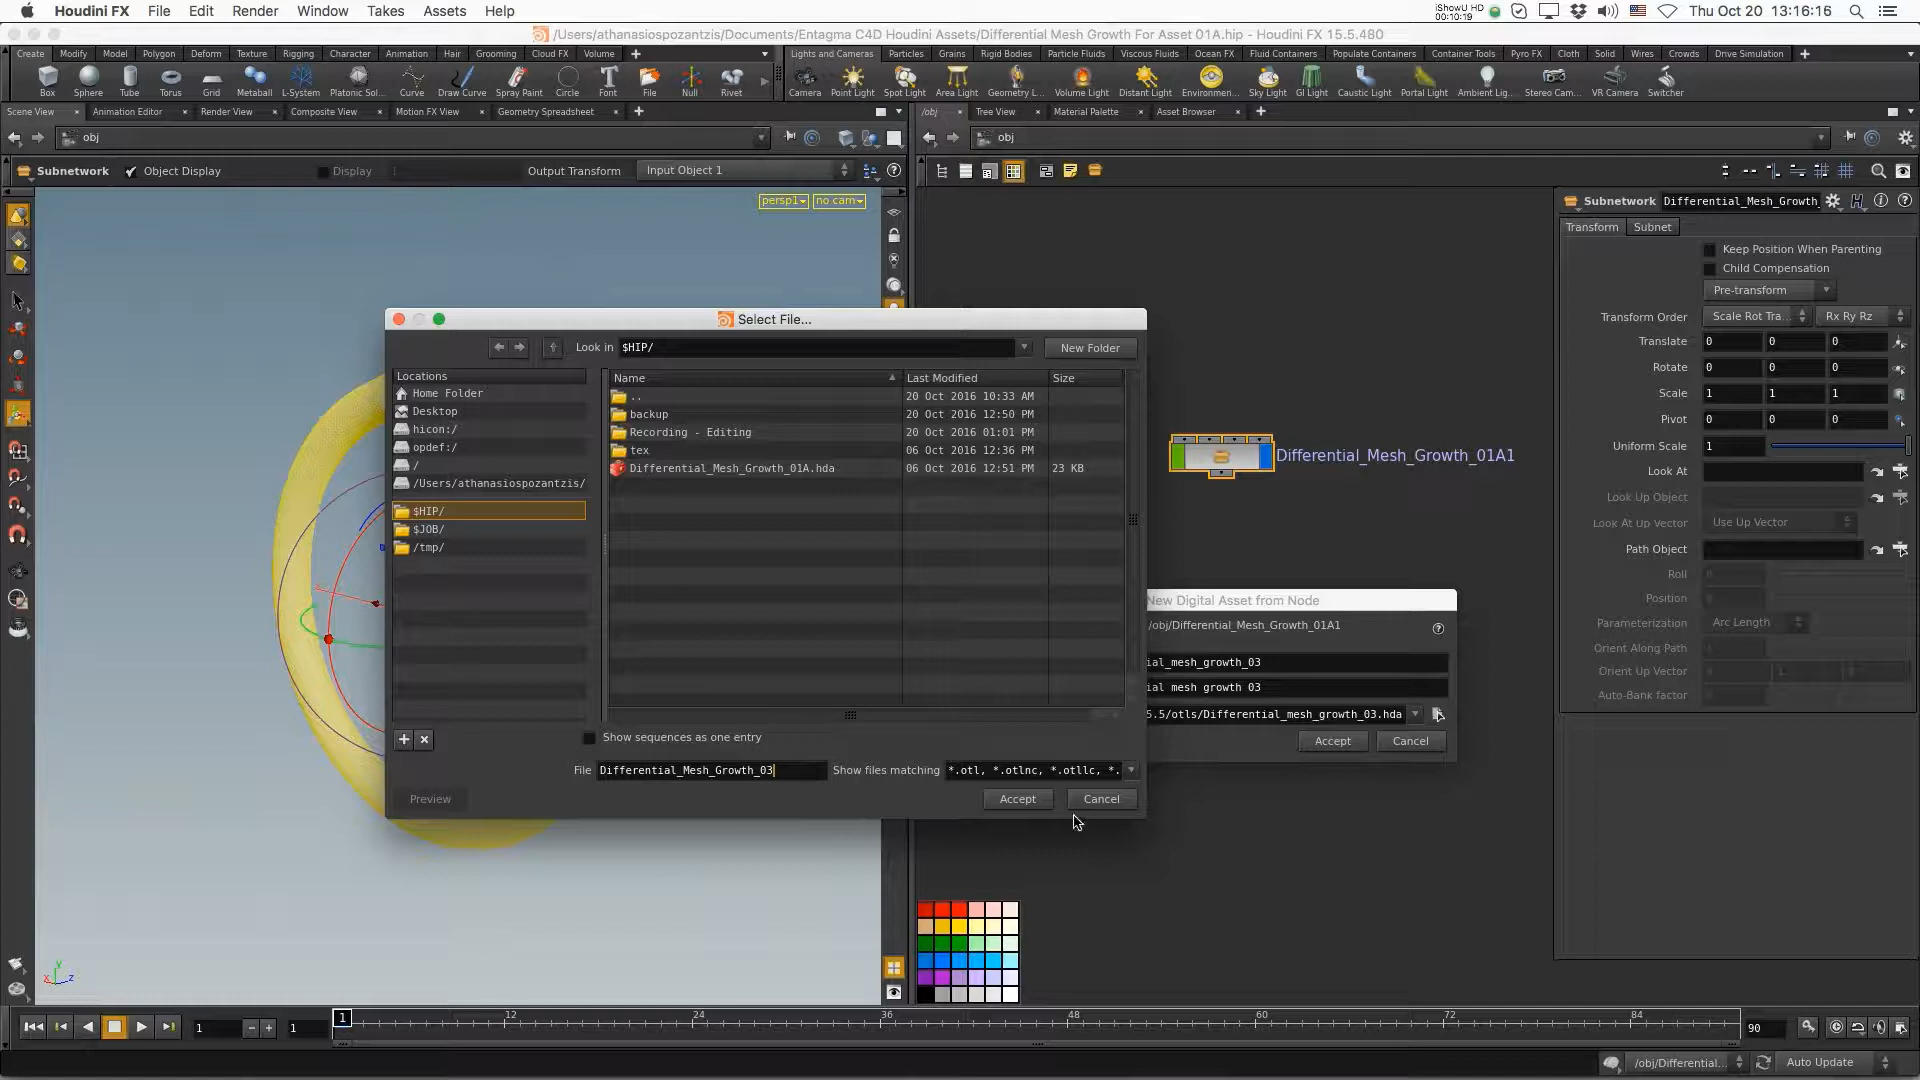 Houdini FX File Edit Render Window Takes Assets Help
iShowU HD
00:10:19
Thu Oct 20 13:16:16
/Users/athanasiospozantzis/Documents/Entagma C4D Houdini Assets/Differential Mesh Growth For Asset 01A.hip - Houdini FX 15.5.480
Create Modify Model Polygon Deform Texture Rigging Character Animation Hair Grooming Cloud FX Volume
Lights and Cameras Particles Grains Rigid Bodies Particle Fluids Viscous Fluids Ocean FX Fluid Containers Populate Containers Container Tools Pyro FX Cloth Solid Wires Crowds Drive Simulation
Box Sphere Tube Torus Grid Metaball L-System Platonic Sol... Curve Draw Curve Spray Paint Circle Font File Null Rivet
Camera Point Light Spot Light Area Light Geometry L... Volume Light Distant Light Environmen... Sky Light GI Light Caustic Light Portal Light Ambient Lig... Stereo Cam... VR Camera Switcher
Scene View Animation Editor Render View Composite View Motion FX View Geometry Spreadsheet
/obj Tree View Material Palette Asset Browser
obj
obj
Subnetwork Object Display Display Output Transform Input Object 1
persp1 no cam
Subnetwork Differential_Mesh_Growth_
Transform Subnet
Keep Position When Parenting
Child Compensation
Pre-transform
Transform Order Scale Rot Tra... Rx Ry Rz
Translate 0 0 0
Rotate 0 0 0
Scale 1 1 1
Pivot 0 0 0
Uniform Scale 1
Look At
Look Up Object
Look At Up Vector Use Up Vector
Path Object
Roll
Position
Parameterization Arc Length
Orient Along Path
Orient Up Vector
Auto-Bank factor
Differential_Mesh_Growth_01A1
Select File...
Look in $HIP/ New Folder
Locations
Home Folder
Desktop
hicon:/
opdef:/
/
/Users/athanasiospozantzis/
$HIP/
$JOB/
/tmp/
Name Last Modified Size
.. 20 Oct 2016 10:33 AM
backup 20 Oct 2016 12:50 PM
Recording - Editing 20 Oct 2016 01:01 PM
tex 06 Oct 2016 12:36 PM
Differential_Mesh_Growth_01A.hda 06 Oct 2016 12:51 PM 23 KB
Show sequences as one entry
File Differential_Mesh_Growth_03 Show files matching *.otl, *.otlnc, *.otllc, *.
Preview Accept Cancel
New Digital Asset from Node
/obj/Differential_Mesh_Growth_01A1
ial_mesh_growth_03
ial mesh growth 03
5.5/otls/Differential_mesh_growth_03.hda
Accept Cancel
x y z
1 1 1 12 24 36 48 60 72 84 90
/obj/Differential... Auto Update